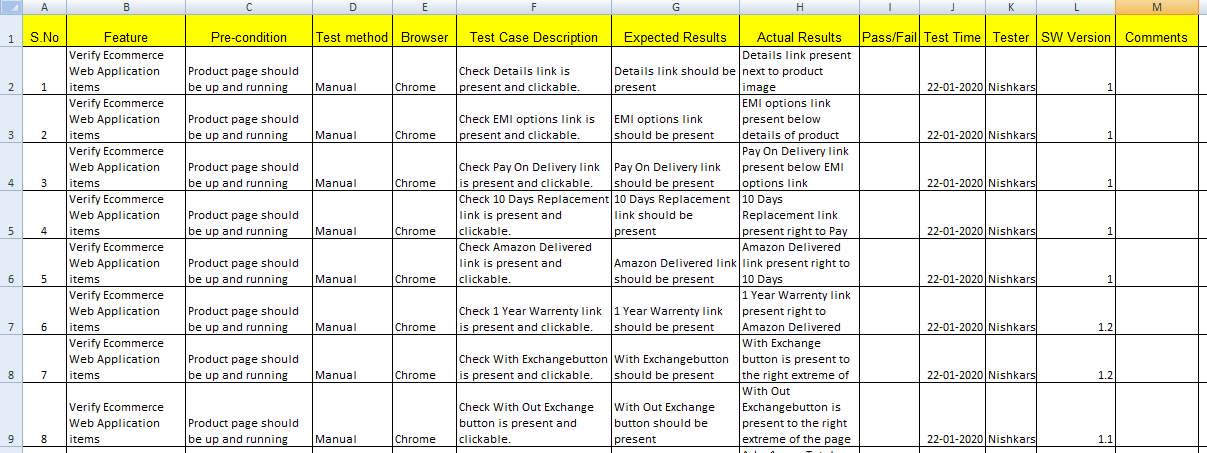 A B C D E F G H I J K L M
1 S.No Feature Pre-condition Test method Browser Test Case Description Expected Results Actual Results Pass/Fail Test Time Tester SW Version Comments
Verify Ecommerce Details link present
Web Application Product page should Check Details link is Details link should be next to product
2 1 items be up and running Manual Chrome present and clickable. present image 22-01-2020 Nishkars 1
Verify Ecommerce EMI options link
Web Application Product page should Check EMI options link is EMI options link present below
3 2 items be up and running Manual Chrome present and clickable. should be present details of product 22-01-2020 Nishkars 1
Verify Ecommerce Pay On Delivery link
Web Application Product page should Check Pay On Delivery link Pay On Delivery link present below EMI
4 3 items be up and running Manual Chrome is present and clickable. should be present options link 22-01-2020 Nishkars 1
Verify Ecommerce Check 10 Days Replacement 10 Days Replacement 10 Days
Web Application Product page should link is present and link should be Replacement link
5 4 items be up and running Manual Chrome clickable. present present right to Pay 22-01-2020 Nishkars 1
Verify Ecommerce Check Amazon Delivered Amazon Delivered
Web Application Product page should link is present and Amazon Delivered link link present right to
6 5 items be up and running Manual Chrome clickable. should be present 10 Days 22-01-2020 Nishkars 1
Verify Ecommerce 1 Year Warrenty link
Web Application Product page should Check 1 Year Warrenty link 1 Year Warrenty link present right to
7 6 items be up and running Manual Chrome is present and clickable. should be present Amazon Delivered 22-01-2020 Nishkars 1.2
Verify Ecommerce With Exchange
Web Application Product page should Check With Exchangebutton With Exchangebutton button is present to
8 7 items be up and running Manual Chrome is present and clickable. should be present the right extreme of 22-01-2020 Nishkars 1.2
With Out
Verify Ecommerce Check With Out Exchange With Out Exchange Exchangebutton is
Web Application Product page should button is present and button should be present to the right
9 8 items be up and running Manual Chrome clickable. present extreme of the page 22-01-2020 Nishkars 1.1